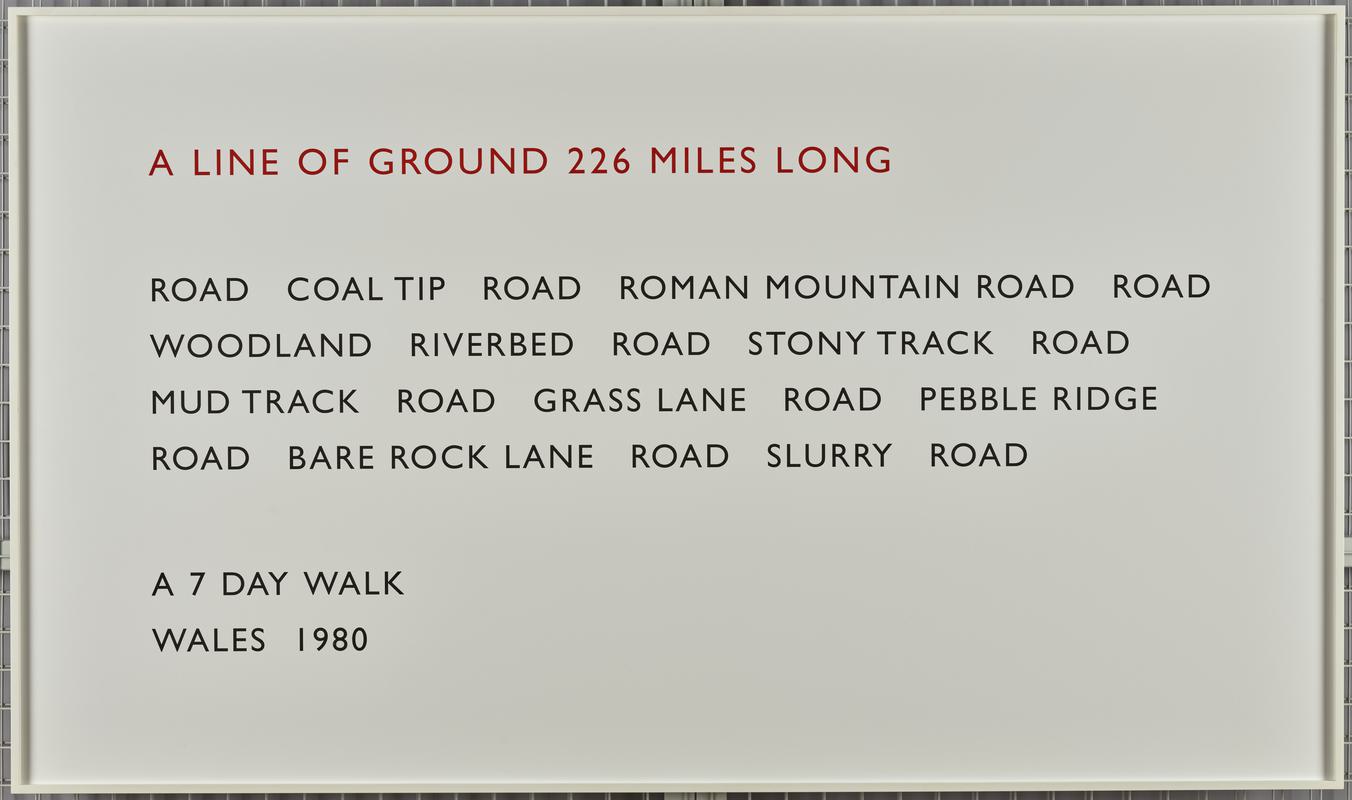 A LINE OF GROUND 226 MILES LONG
ROAD COAL TIP ROAD ROMAN MOUNTAIN ROAD ROAD
WOODLAND RIVERBED ROAD STONY TRACK ROAD
MUD TRACK ROAD GRASS LANE ROAD PEBBLE RIDGE
ROAD BARE ROCK LANE ROAD SLURRY ROAD
A 7 DAY WALK
WALES 1980